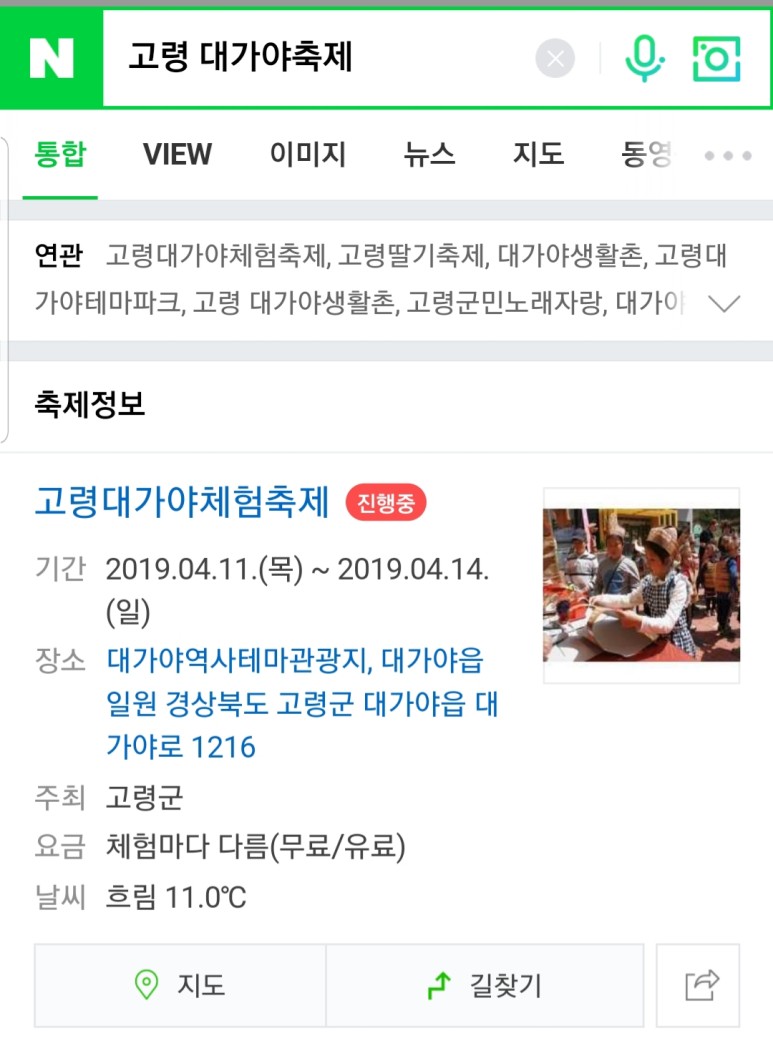 N 고령 대가야축제
통합 VIEW 이미지 뉴스 지도 동영
연관 고령대가야체험축제, 고령딸기축제, 대가야생활촌, 고령대
가야테마파크, 고령 대가야생활촌, 고령군민노래자랑, 대가야
축제정보
고령대가야체험축제 진행중
기간 2019.04.11.(목) ~ 2019.04.14.
(일)
장소 대가야역사테마관광지, 대가야읍
일원 경상북도 고령군 대가야읍 대
가야로 1216
주최 고령군
요금 체험마다 다름(무료/유료)
날씨 흐림 11.0℃
지도 길찾기